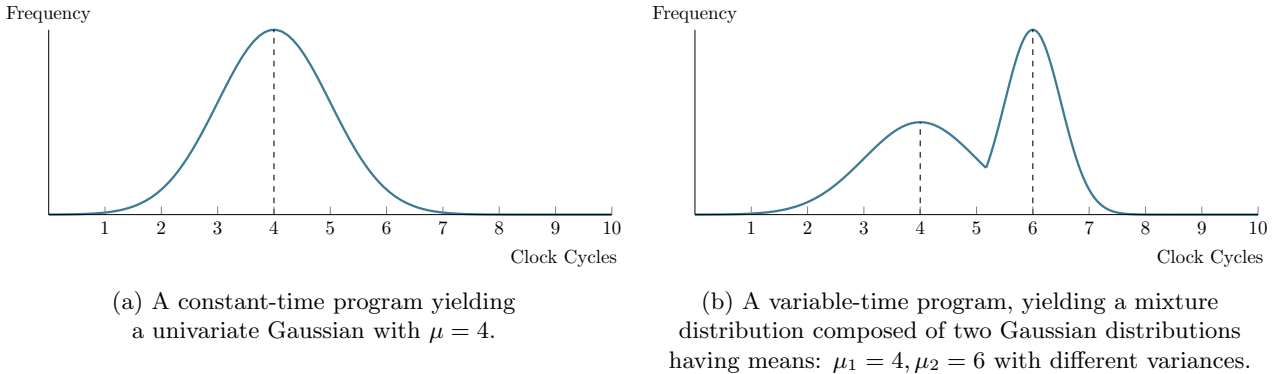 Frequency
1 2 3 4 5 6 7 8 9 10
Clock Cycles
(a) A constant-time program yielding
a univariate Gaussian with μ = 4.
Frequency
1 2 3 4 5 6 7 8 9 10
Clock Cycles
(b) A variable-time program, yielding a mixture
distribution composed of two Gaussian distributions
having means: μ₁ = 4, μ₂ = 6 with different variances.